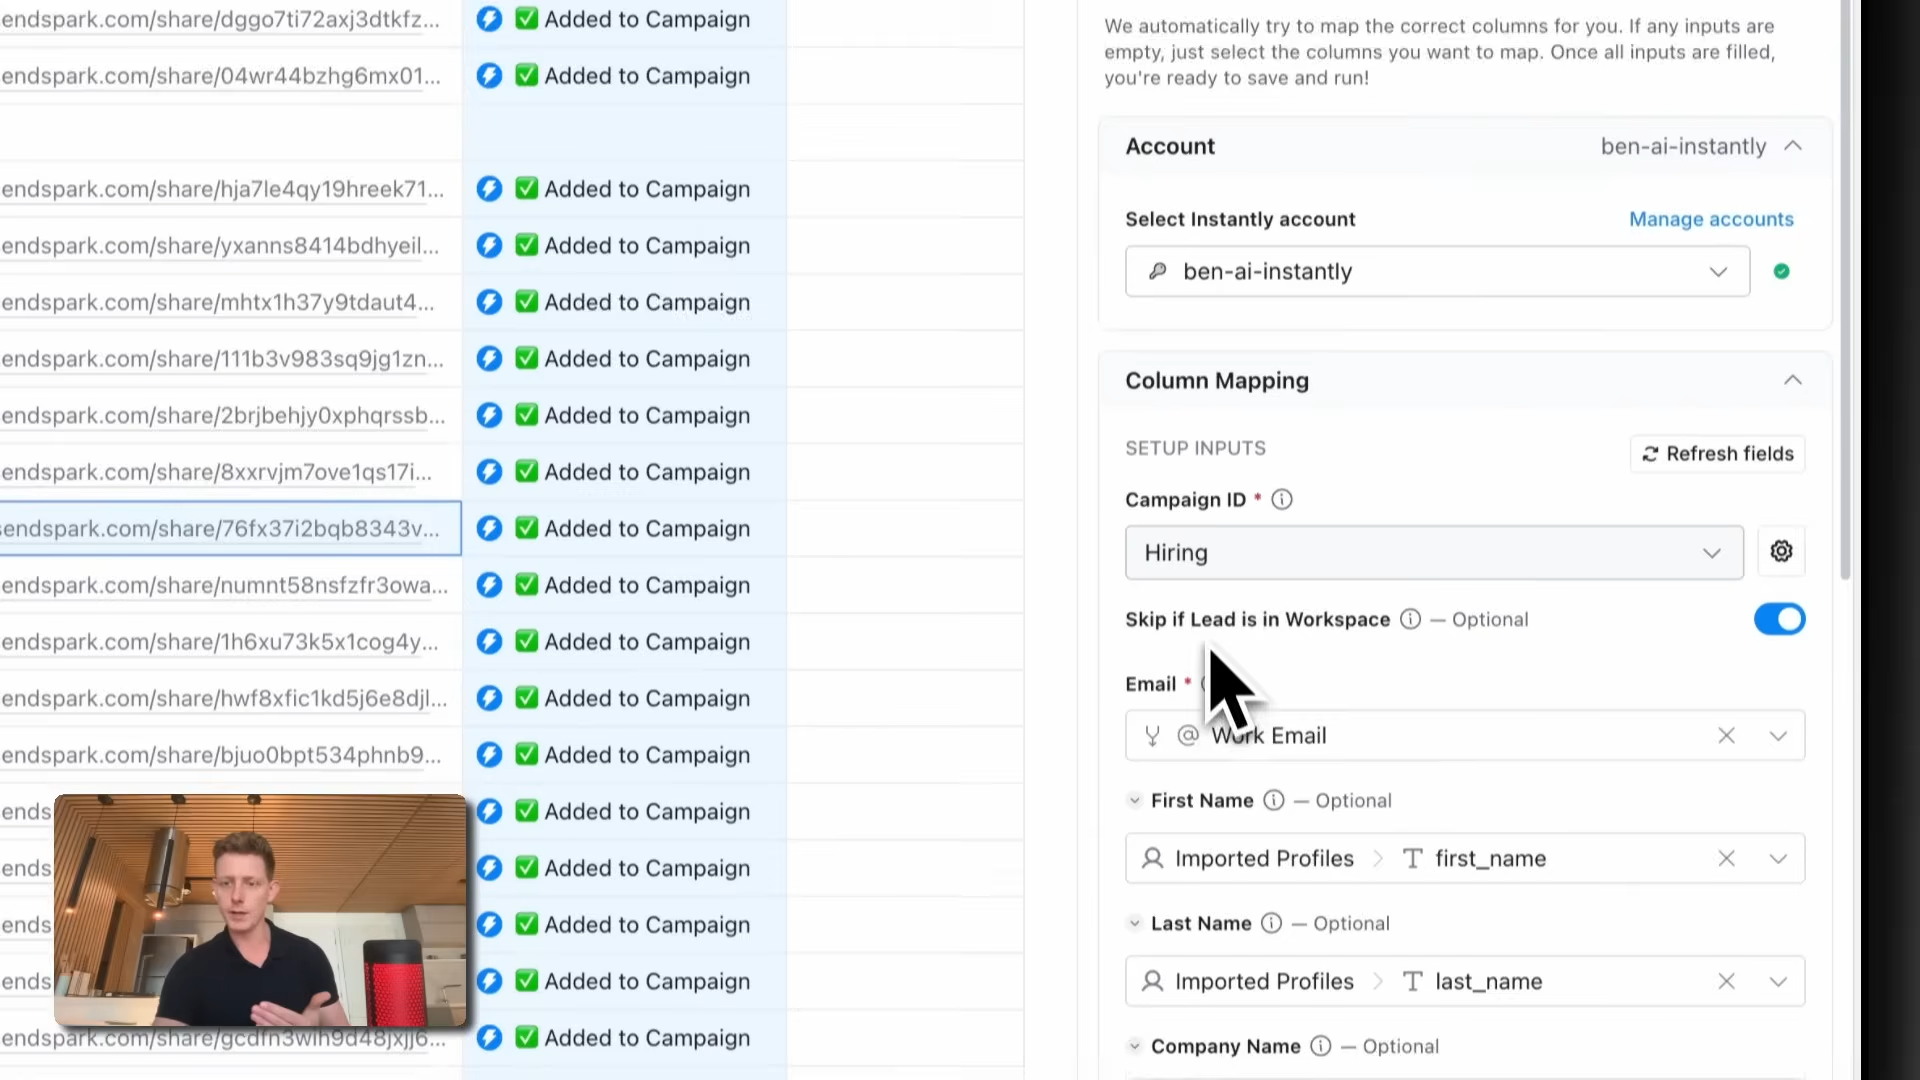 endspark.com/share/dggo7ti72axj3dtkfz... ✅ Added to Campaign
endspark.com/share/04wr44bzhg6mx01... ✅ Added to Campaign
endspark.com/share/hja7le4qy19hreek71... ✅ Added to Campaign
endspark.com/share/yxanns8414bdhyeil... ✅ Added to Campaign
endspark.com/share/mhtx1h37y9tdaut4... ✅ Added to Campaign
endspark.com/share/111b3v983sq9jg1zn... ✅ Added to Campaign
endspark.com/share/2brjbehjy0xphqrssb... ✅ Added to Campaign
endspark.com/share/8xxrvjm7ove1qs17i... ✅ Added to Campaign
sendspark.com/share/76fx37i2bqb8343v... ✅ Added to Campaign
endspark.com/share/numnt58nsfzfr3owa... ✅ Added to Campaign
endspark.com/share/1h6xu73k5x1cog4y... ✅ Added to Campaign
endspark.com/share/hwf8xfic1kd5j6e8djl... ✅ Added to Campaign
endspark.com/share/bjuo0bpt534phnb9... ✅ Added to Campaign
ends ✅ Added to Campaign
ends ✅ Added to Campaign
ends ✅ Added to Campaign
ends ✅ Added to Campaign
endspark.com/share/gcdfn3wih9d48jxjj6... ✅ Added to Campaign
We automatically try to map the correct columns for you. If any inputs are
empty, just select the columns you want to map. Once all inputs are filled,
you're ready to save and run!
Account ben-ai-instantly
Select Instantly account Manage accounts
ben-ai-instantly
Column Mapping
SETUP INPUTS Refresh fields
Campaign ID *
Hiring
Skip if Lead is in Workspace — Optional
Email *
@ Work Email
First Name — Optional
Imported Profiles > T first_name
Last Name — Optional
Imported Profiles > T last_name
Company Name — Optional